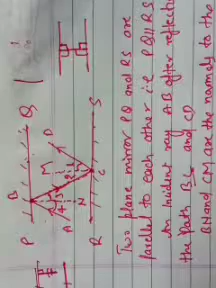 P B Q
A D
N M
R C S
Two plane mirror PQ and RS are
parellel to each other i.e PQ || RS
An incident ray AB after reflecti
the path BC and CD
BN and CM are the normals to the